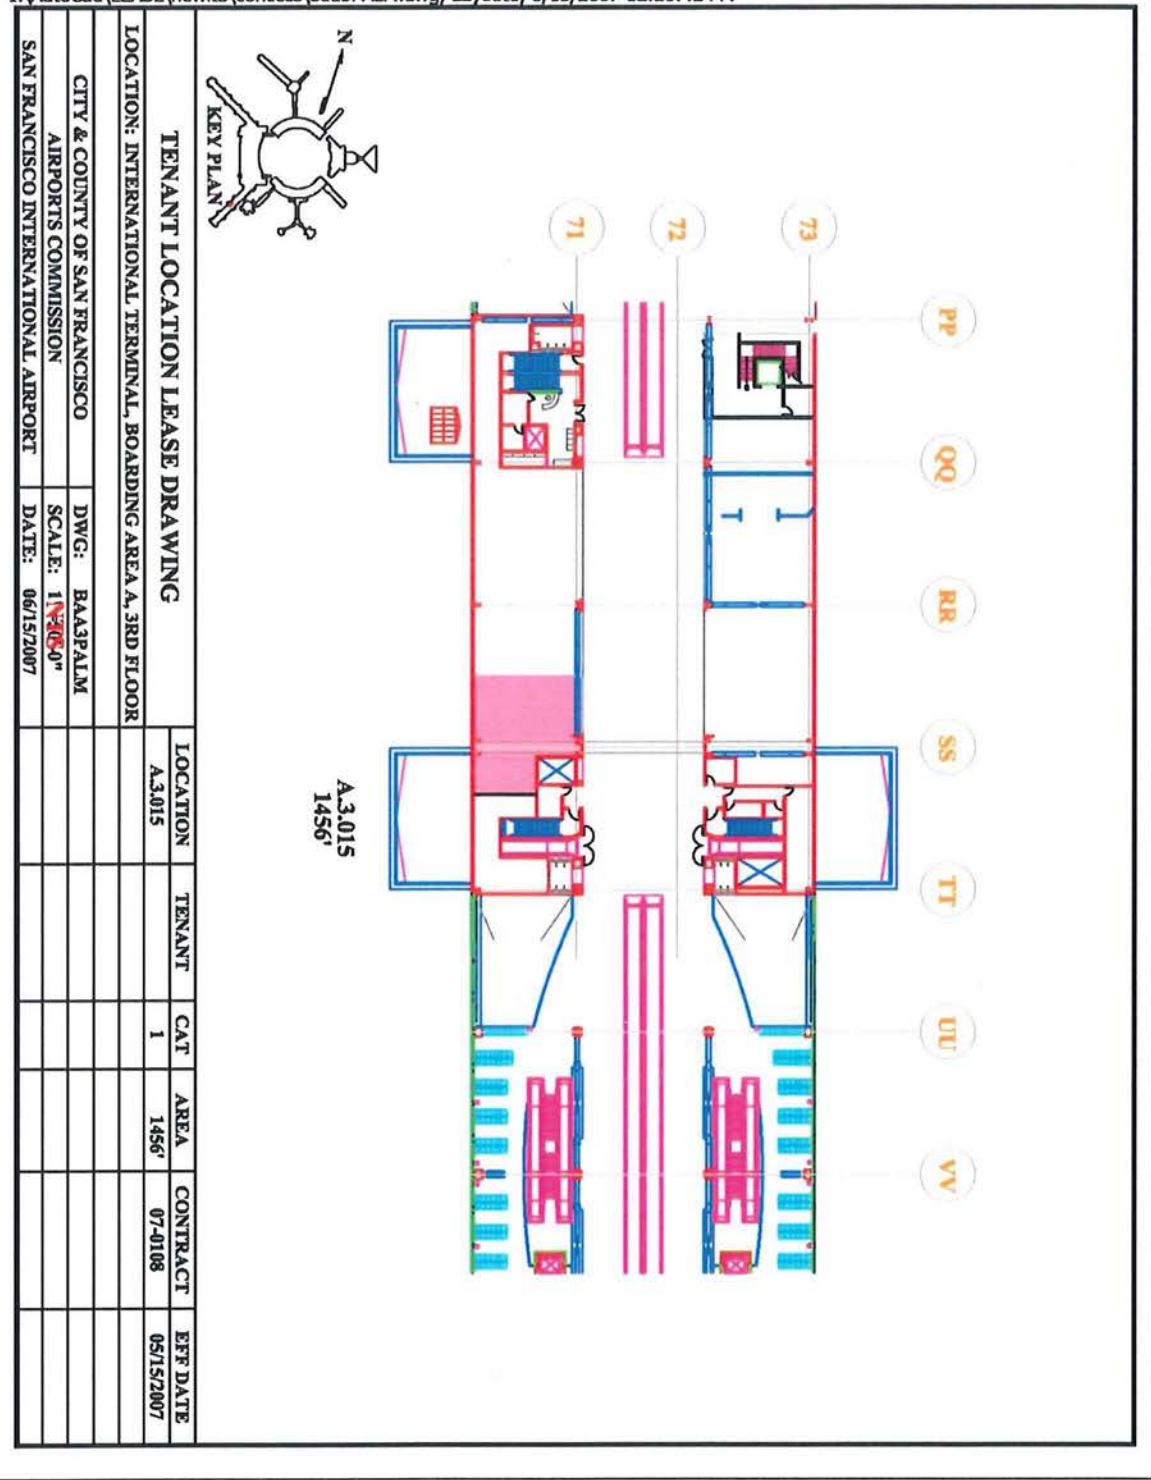 PP
QQ
RR
SS
TT
UU
VV
73
72
71
N
KEY PLAN
A.3.015
1456'
TENANT LOCATION LEASE DRAWING
LOCATION: INTERNATIONAL TERMINAL, BOARDING AREA A, 3RD FLOOR
CITY & COUNTY OF SAN FRANCISCO
AIRPORTS COMMISSION
SAN FRANCISCO INTERNATIONAL AIRPORT
DWG: BAA3PALM
SCALE:
DATE: 06/15/2007
LOCATION TENANT CAT AREA CONTRACT EFF DATE
A.3.015 1 1456' 07-0108 05/15/2007